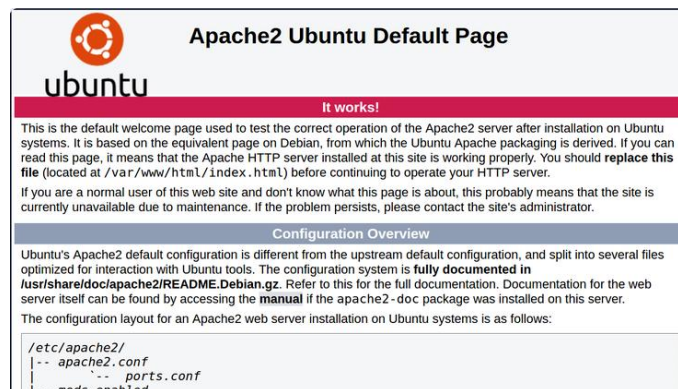 ubuntu
Apache2 Ubuntu Default Page
It works!
This is the default welcome page used to test the correct operation of the Apache2 server after installation on Ubuntu
systems. It is based on the equivalent page on Debian, from which the Ubuntu Apache packaging is derived. If you can
read this page, it means that the Apache HTTP server installed at this site is working properly. You should replace this
file (located at /var/www/html/index.html) before continuing to operate your HTTP server.
If you are a normal user of this web site and don't know what this page is about, this probably means that the site is
currently unavailable due to maintenance. If the problem persists, please contact the site's administrator.
Configuration Overview
Ubuntu's Apache2 default configuration is different from the upstream default configuration, and split into several files
optimized for interaction with Ubuntu tools. The configuration system is fully documented in
/usr/share/doc/apache2/README.Debian.gz. Refer to this for the full documentation. Documentation for the web
server itself can be found by accessing the manual if the apache2-doc package was installed on this server.
The configuration layout for an Apache2 web server installation on Ubuntu systems is as follows:
/etc/apache2/
|-- apache2.conf
|       `--  ports.conf
|-- mods-enabled